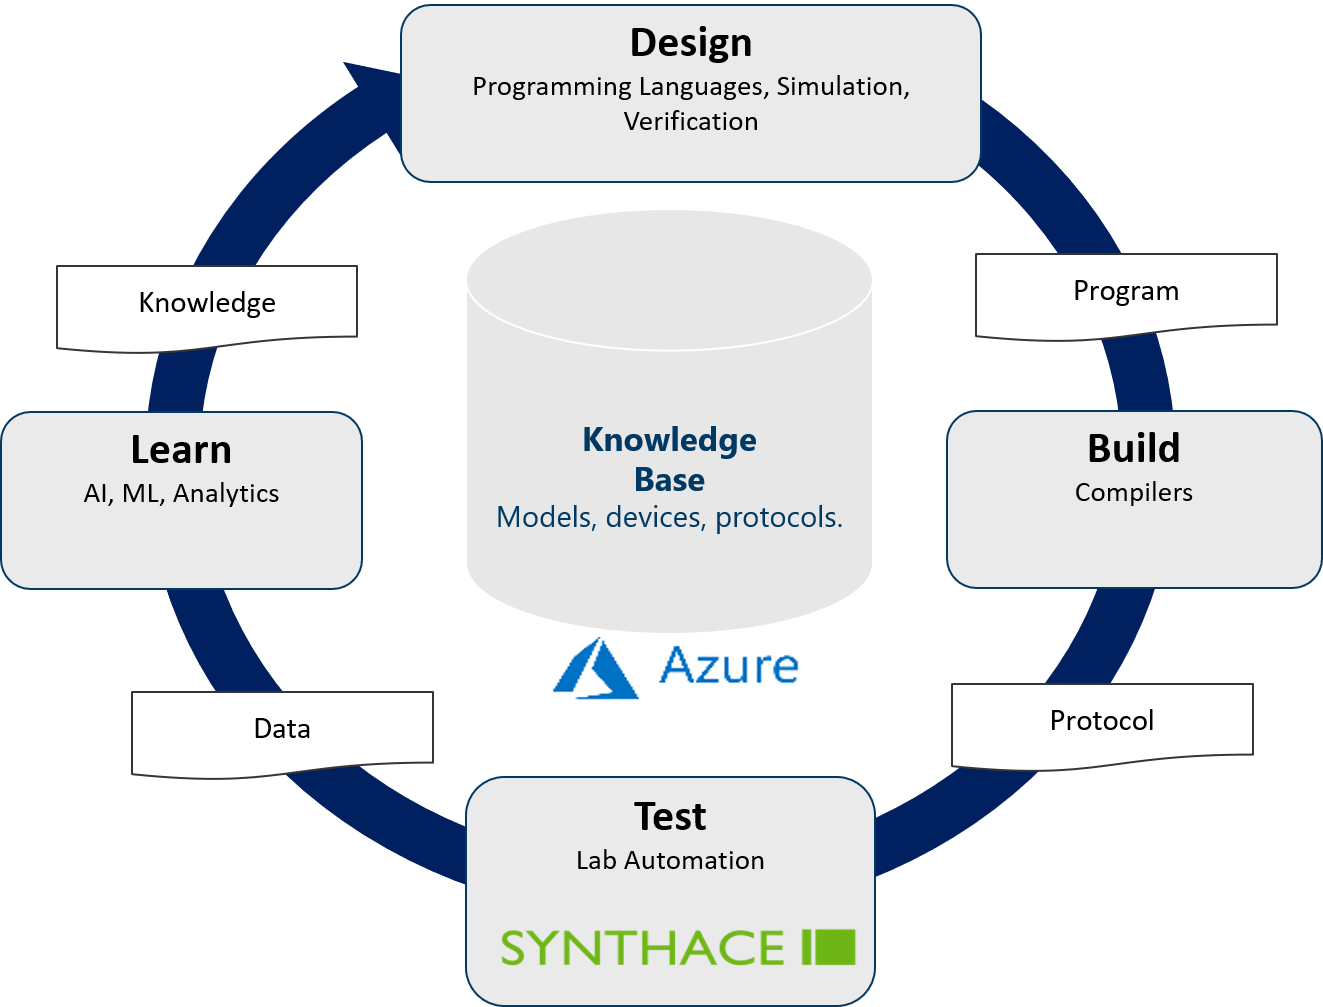 Design
Programming Languages, Simulation,
Verification
Knowledge
Program
Learn
AI, ML, Analytics
Knowledge
Base
Models, devices, protocols.
Build
Compilers
Azure
Data
Protocol
Test
Lab Automation
SYNTHACE